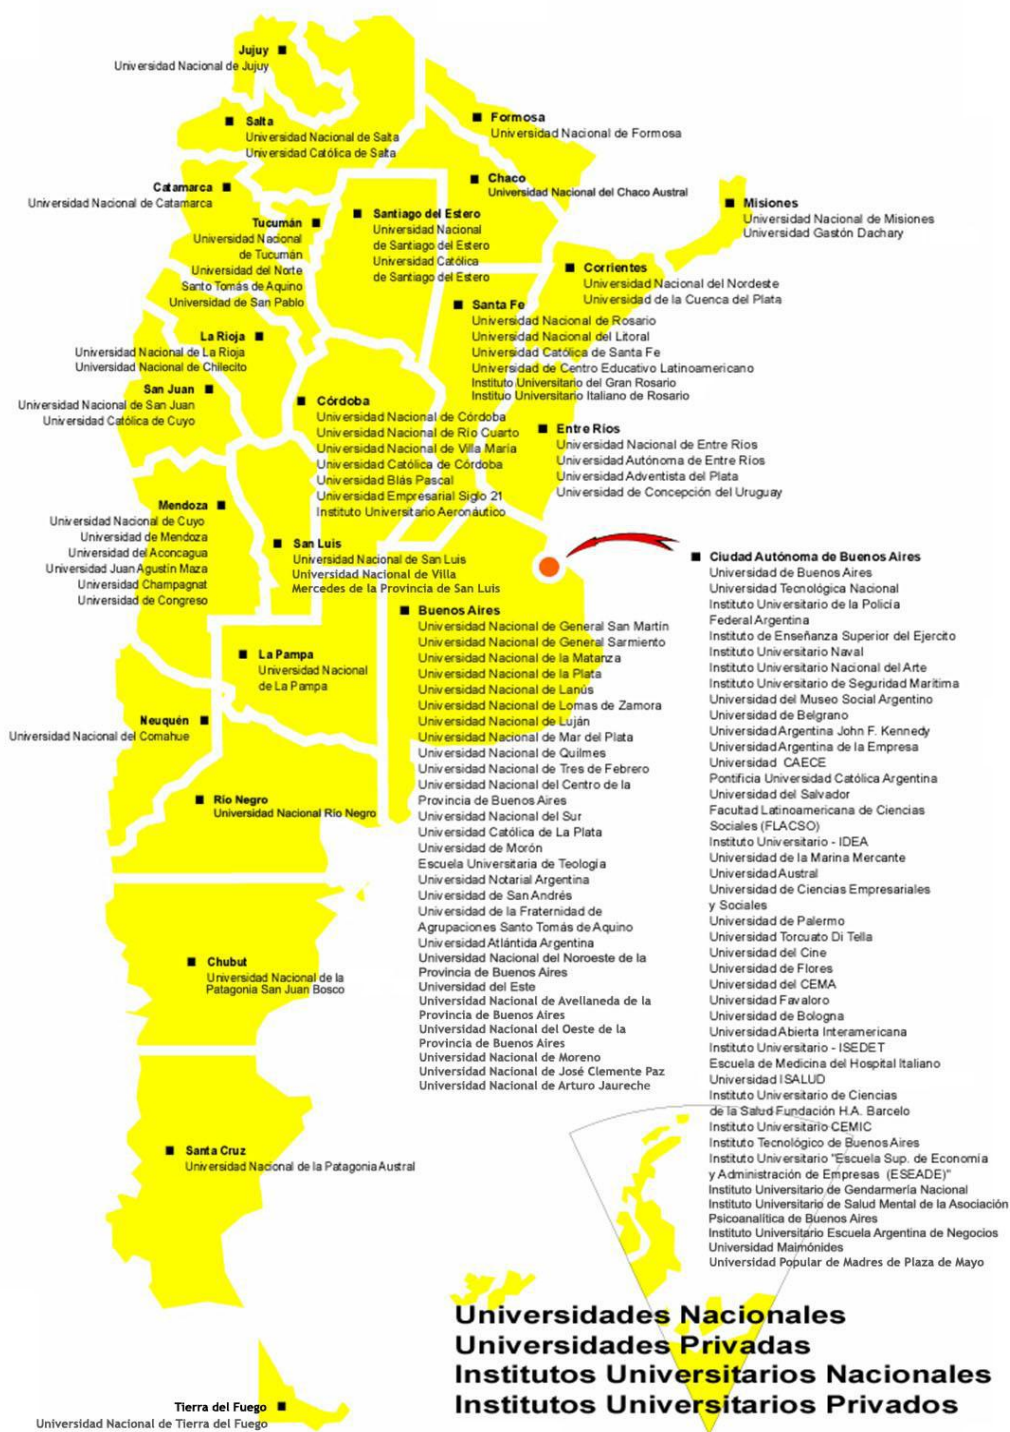 Jujuy
Universidad Nacional de Jujuy
Salta
Universidad Nacional de Salta
Universidad Católica de Salta
Formosa
Universidad Nacional de Formosa
Chaco
Universidad Nacional del Chaco Austral
Catamarca
Universidad Nacional de Catamarca
Misiones
Universidad Nacional de Misiones
Universidad Gastón Dachary
Tucumán
Universidad Nacional
de Tucumán
Universidad del Norte
Santo Tomás de Aquino
Universidad de San Pablo
Santiago del Estero
Universidad Nacional
de Santiago del Estero
Universidad Católica
de Santiago del Estero
Corrientes
Universidad Nacional del Nordeste
Universidad de la Cuenca del Plata
Santa Fe
Universidad Nacional de Rosario
Universidad Nacional del Litoral
Universidad Católica de Santa Fe
Universidad de Centro Educativo Latinoamericano
Instituto Universitario del Gran Rosario
Instituo Universitario Italiano de Rosario
La Rioja
Universidad Nacional de La Rioja
Universidad Nacional de Chilecito
San Juan
Universidad Nacional de San Juan
Universidad Católica de Cuyo
Córdoba
Universidad Nacional de Córdoba
Universidad Nacional de Río Cuarto
Universidad Nacional de Villa María
Universidad Católica de Córdoba
Universidad Blás Pascal
Universidad Empresarial Siglo 21
Instituto Universitario Aeronáutico
Entre Ríos
Universidad Nacional de Entre Ríos
Universidad Autónoma de Entre Ríos
Universidad Adventista del Plata
Universidad de Concepción del Uruguay
Mendoza
Universidad Nacional de Cuyo
Universidad de Mendoza
Universidad del Aconcagua
Universidad Juan Agustín Maza
Universidad Champagnat
Universidad de Congreso
San Luis
Universidad Nacional de San Luis
Universidad Nacional de Villa
Mercedes de la Provincia de San Luis
Ciudad Autónoma de Buenos Aires
Universidad de Buenos Aires
Universidad Tecnológica Nacional
Instituto Universitario de la Policía
Federal Argentina
Instituto de Enseñanza Superior del Ejercito
Instituto Universitario Naval
Instituto Universitario Nacional del Arte
Instituto Universitario de Seguridad Marítima
Universidad del Museo Social Argentino
Universidad de Belgrano
Universidad Argentina John F. Kennedy
Universidad Argentina de la Empresa
Universidad CAECE
Pontificia Universidad Católica Argentina
Universidad del Salvador
Facultad Latinoamericana de Ciencias
Sociales (FLACSO)
Instituto Universitario - IDEA
Universidad de la Marina Mercante
Universidad Austral
Universidad de Ciencias Empresariales
y Sociales
Universidad de Palermo
Universidad Torcuato Di Tella
Universidad del Cine
Universidad de Flores
Universidad del CEMA
Universidad Favaloro
Universidad de Bologna
Universidad Abierta Interamericana
Instituto Universitario - ISEDET
Escuela de Medicina del Hospital Italiano
Universidad ISALUD
Instituto Universitario de Ciencias
de la Salud Fundación H.A. Barcelo
Instituto Universitario CEMIC
Instituto Tecnológico de Buenos Aires
Instituto Universitario "Escuela Sup. de Economía
y Administración de Empresas (ESEADE)"
Instituto Universitario de Gendarmería Nacional
Instituto Universitario de Salud Mental de la Asociación
Psicoanalítica de Buenos Aires
Instituto Universitario Escuela Argentina de Negocios
Universidad Maimónides
Universidad Popular de Madres de Plaza de Mayo
Buenos Aires
Universidad Nacional de General San Martín
Universidad Nacional de General Sarmiento
Universidad Nacional de la Matanza
Universidad Nacional de la Plata
Universidad Nacional de Lanús
Universidad Nacional de Lomas de Zamora
Universidad Nacional de Luján
Universidad Nacional de Mar del Plata
Universidad Nacional de Quilmes
Universidad Nacional de Tres de Febrero
Universidad Nacional del Centro de la
Provincia de Buenos Aires
Universidad Nacional del Sur
Universidad Católica de La Plata
Universidad de Morón
Escuela Universitaria de Teología
Universidad Notarial Argentina
Universidad de San Andrés
Universidad de la Fraternidad de
Agrupaciones Santo Tomás de Aquino
Universidad Atlántida Argentina
Universidad Nacional del Noroeste de la
Provincia de Buenos Aires
Universidad del Este
Universidad Nacional de Avellaneda de la
Provincia de Buenos Aires
Universidad Nacional del Oeste de la
Provincia de Buenos Aires
Universidad Nacional de Moreno
Universidad Nacional de José Clemente Paz
Universidad Nacional de Arturo Jaureche
La Pampa
Universidad Nacional
de La Pampa
Neuquén
Universidad Nacional del Comahue
Río Negro
Universidad Nacional Río Negro
Chubut
Universidad Nacional de la
Patagonia San Juan Bosco
Santa Cruz
Universidad Nacional de la Patagonia Austral
Tierra del Fuego
Universidad Nacional de Tierra del Fuego
Universidades Nacionales
Universidades Privadas
Institutos Universitarios Nacionales
Institutos Universitarios Privados